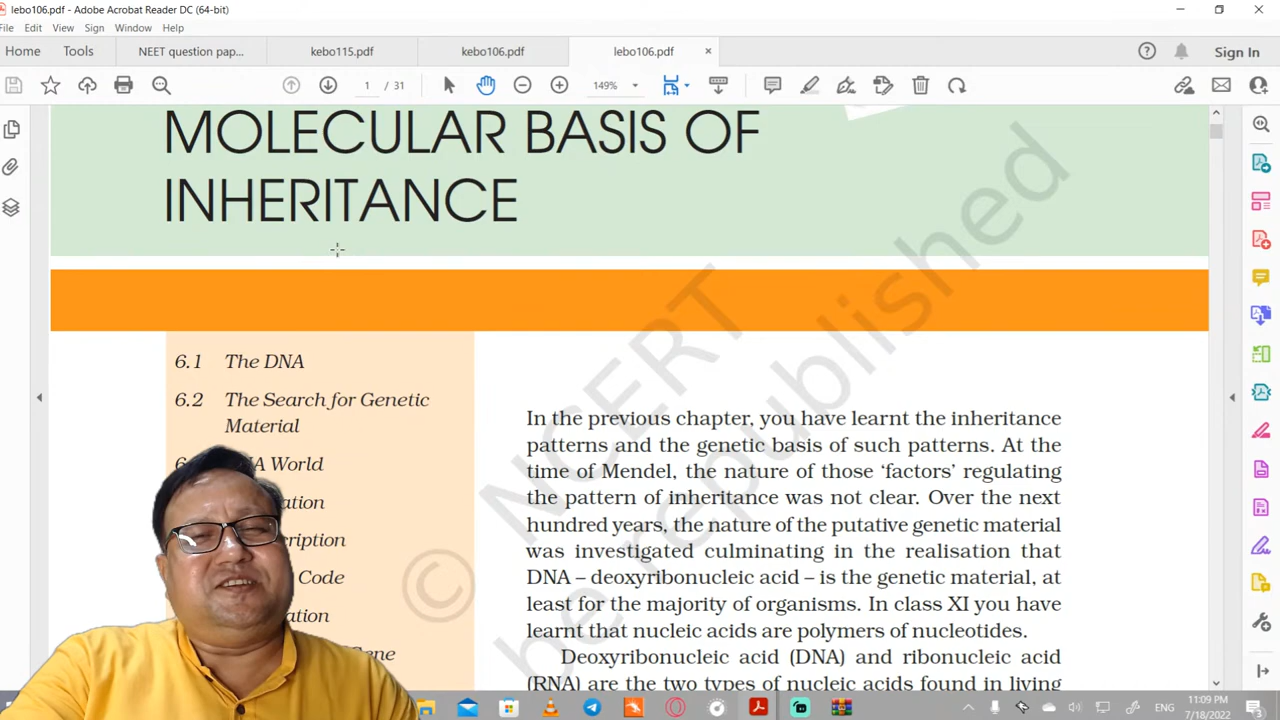 lebo106.pdf - Adobe Acrobat Reader DC (64-bit)
File Edit View Sign Window Help
Home Tools NEET question pap... kebo115.pdf kebo106.pdf lebo106.pdf × Sign In
1 / 31 149%
MOLECULAR BASIS OF
INHERITANCE
6.1 The DNA
6.2 The Search for Genetic
Material
World
In the previous chapter, you have learnt the inheritance
patterns and the genetic basis of such patterns. At the
time of Mendel, the nature of those ‘factors’ regulating
the pattern of inheritance was not clear. Over the next
hundred years, the nature of the putative genetic material
was investigated culminating in the realisation that
DNA – deoxyribonucleic acid – is the genetic material, at
least for the majority of organisms. In class XI you have
learnt that nucleic acids are polymers of nucleotides.
Deoxyribonucleic acid (DNA) and ribonucleic acid
(RNA) are the two types of nucleic acids found in living
Code
Gene
© NCERT
be republished
ENG
11:09 PM
7/18/2022
3